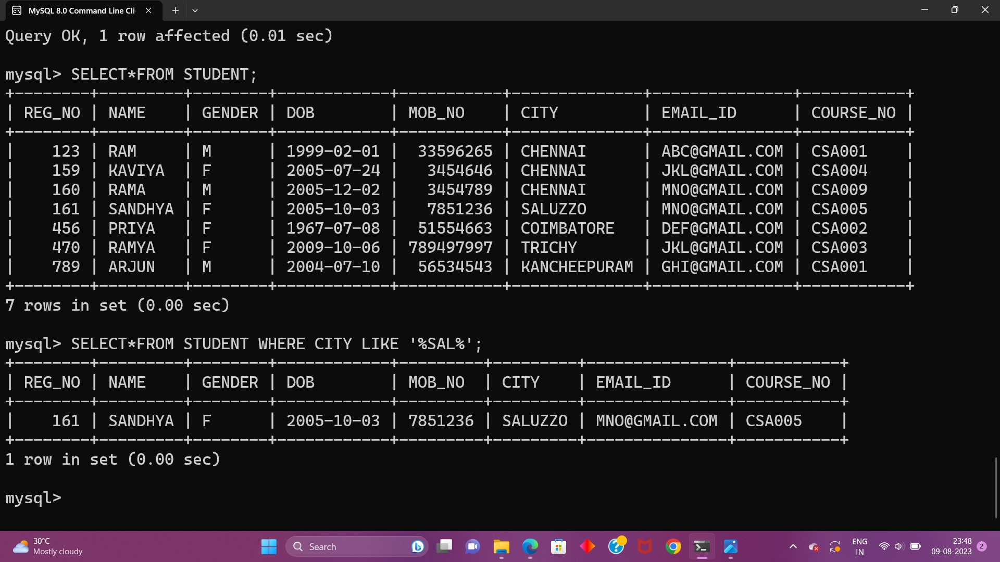 MySQL 8.0 Command Line Cli
Query OK, 1 row affected (0.01 sec)
mysql> SELECT*FROM STUDENT;
+--------+---------+--------+------------+-----------+--------------+----------------+-----------+
| REG_NO | NAME    | GENDER | DOB        | MOB_NO    | CITY         | EMAIL_ID      | COURSE_NO |
+--------+---------+--------+------------+-----------+--------------+----------------+-----------+
|    123 | RAM     | M      | 1999-02-01 |  33596265 | CHENNAI      | ABC@GMAIL.COM | CSA001    |
|    159 | KAVIYA  | F      | 2005-07-24 |   3454646 | CHENNAI      | JKL@GMAIL.COM | CSA004    |
|    160 | RAMA    | M      | 2005-12-02 |   3454789 | CHENNAI      | MNO@GMAIL.COM | CSA009    |
|    161 | SANDHYA | F      | 2005-10-03 |   7851236 | SALUZZO      | MNO@GMAIL.COM | CSA005    |
|    456 | PRIYA   | F      | 1967-07-08 |  51554663 | COIMBATORE   | DEF@GMAIL.COM | CSA002    |
|    470 | RAMYA   | F      | 2009-10-06 | 789497997 | TRICHY       | JKL@GMAIL.COM | CSA003    |
|    789 | ARJUN   | M      | 2004-07-10 |  56534543 | KANCHEEPURAM | GHI@GMAIL.COM | CSA001    |
+--------+---------+--------+------------+-----------+--------------+----------------+-----------+
7 rows in set (0.00 sec)
mysql> SELECT*FROM STUDENT WHERE CITY LIKE '%SAL%';
+--------+---------+--------+------------+---------+---------+---------------+-----------+
| REG_NO | NAME    | GENDER | DOB        | MOB_NO  | CITY    | EMAIL_ID      | COURSE_NO |
+--------+---------+--------+------------+---------+---------+---------------+-----------+
|    161 | SANDHYA | F      | 2005-10-03 | 7851236 | SALUZZO | MNO@GMAIL.COM | CSA005    |
+--------+---------+--------+------------+---------+---------+---------------+-----------+
1 row in set (0.00 sec)
mysql>
30°C
Mostly cloudy
Search
ENG
IN
23:48
09-08-2023
2